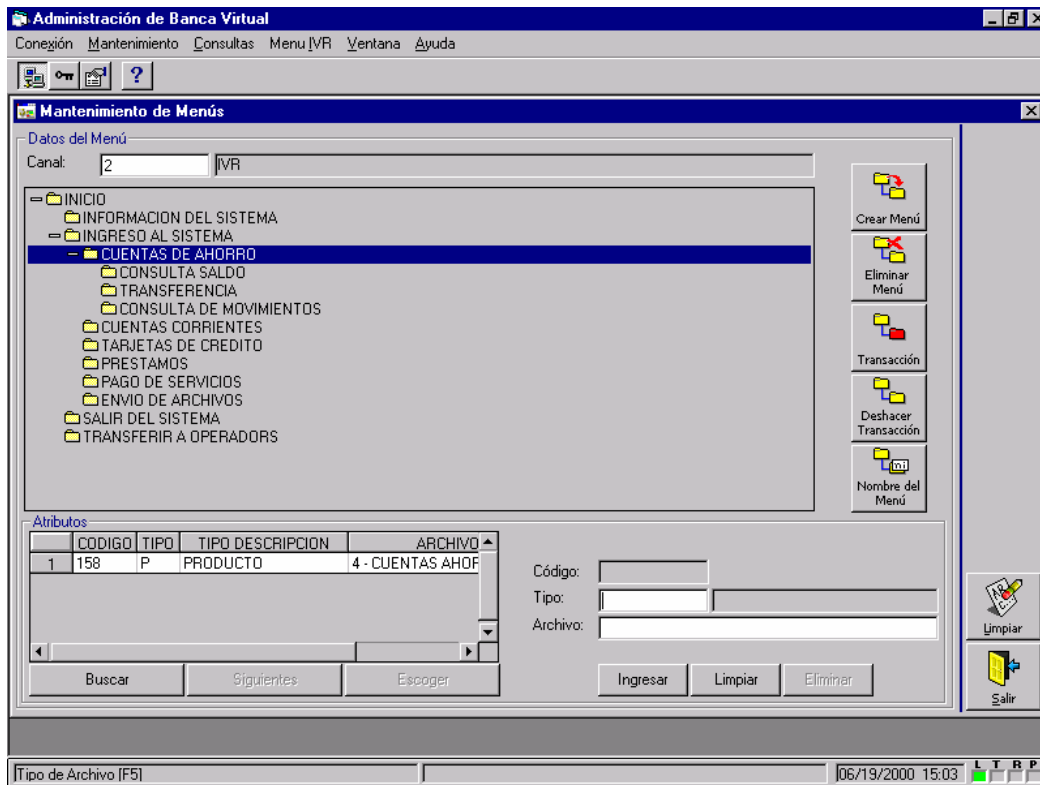 Administración de Banca Virtual
Conexión Mantenimiento Consultas Menu IVR Ventana Ayuda
?
Mantenimiento de Menús
Datos del Menú
Canal: 2 IVR
INICIO
INFORMACION DEL SISTEMA
INGRESO AL SISTEMA
CUENTAS DE AHORRO
CONSULTA SALDO
TRANSFERENCIA
CONSULTA DE MOVIMIENTOS
CUENTAS CORRIENTES
TARJETAS DE CREDITO
PRESTAMOS
PAGO DE SERVICIOS
ENVIO DE ARCHIVOS
SALIR DEL SISTEMA
TRANSFERIR A OPERADORS
Crear Menú
Eliminar
Menú
Transacción
Deshacer
Transacción
Nombre del
Menú
Atributos
CODIGO TIPO TIPO DESCRIPCION ARCHIVO
1 158 P PRODUCTO 4 - CUENTAS AHOR
Código:
Tipo:
Archivo:
Buscar Siguientes Escoger
Ingresar Limpiar Eliminar
Limpiar
Salir
Tipo de Archivo [F5] 06/19/2000 15:03 L T R P